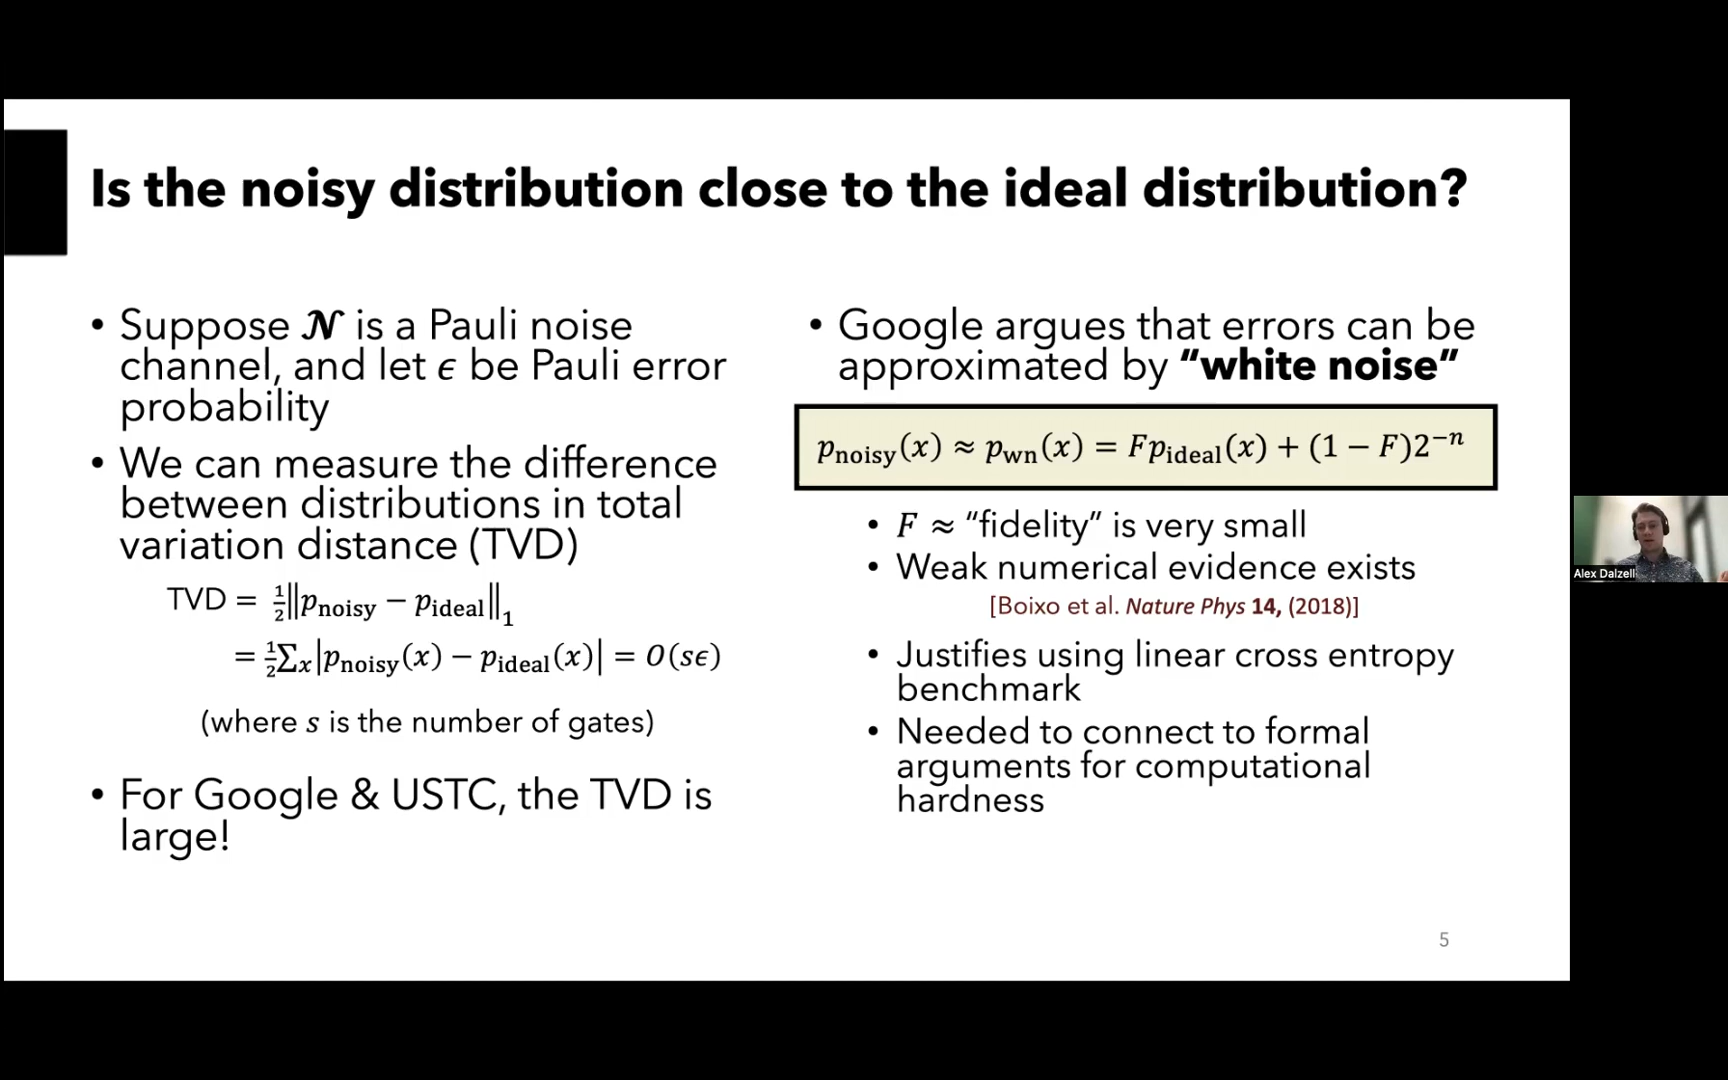 Is the noisy distribution close to the ideal distribution?
• Suppose 𝓝 is a Pauli noise
channel, and let ϵ be Pauli error
probability
• We can measure the difference
between distributions in total
variation distance (TVD)
TVD = ½‖p_noisy − p_ideal‖₁
= ½∑ₓ|p_noisy(x) − p_ideal(x)| = O(sϵ)
(where s is the number of gates)
• For Google & USTC, the TVD is
large!
• Google argues that errors can be
approximated by “white noise”
p_noisy(x) ≈ p_wn(x) = Fp_ideal(x) + (1 − F)2⁻ⁿ
• F ≈ “fidelity” is very small
• Weak numerical evidence exists
[Boixo et al. Nature Phys 14, (2018)]
• Justifies using linear cross entropy
benchmark
• Needed to connect to formal
arguments for computational
hardness
5
Alex Dalzell